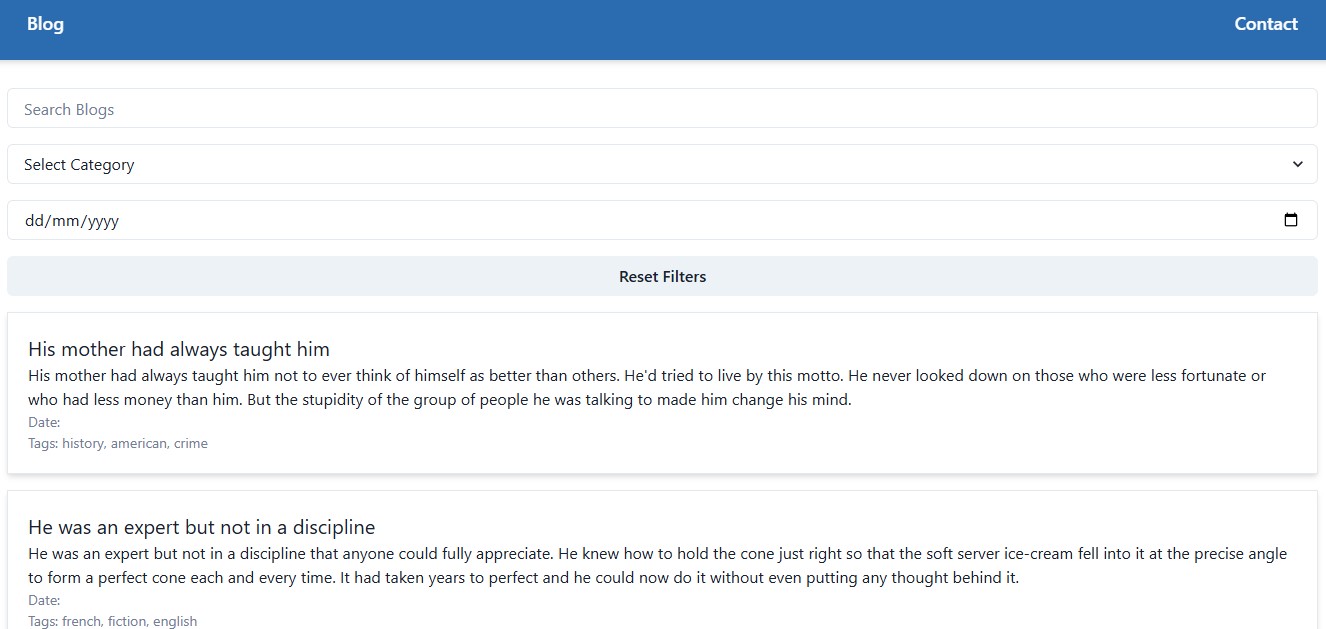 Blog
Contact
Search Blogs
Select Category
dd/mm/yyyy
Reset Filters
His mother had always taught him
His mother had always taught him not to ever think of himself as better than others. He'd tried to live by this motto. He never looked down on those who were less fortunate or
who had less money than him. But the stupidity of the group of people he was talking to made him change his mind.
Date:
Tags: history, american, crime
He was an expert but not in a discipline
He was an expert but not in a discipline that anyone could fully appreciate. He knew how to hold the cone just right so that the soft server ice-cream fell into it at the precise angle
to form a perfect cone each and every time. It had taken years to perfect and he could now do it without even putting any thought behind it.
Date:
Tags: french, fiction, english